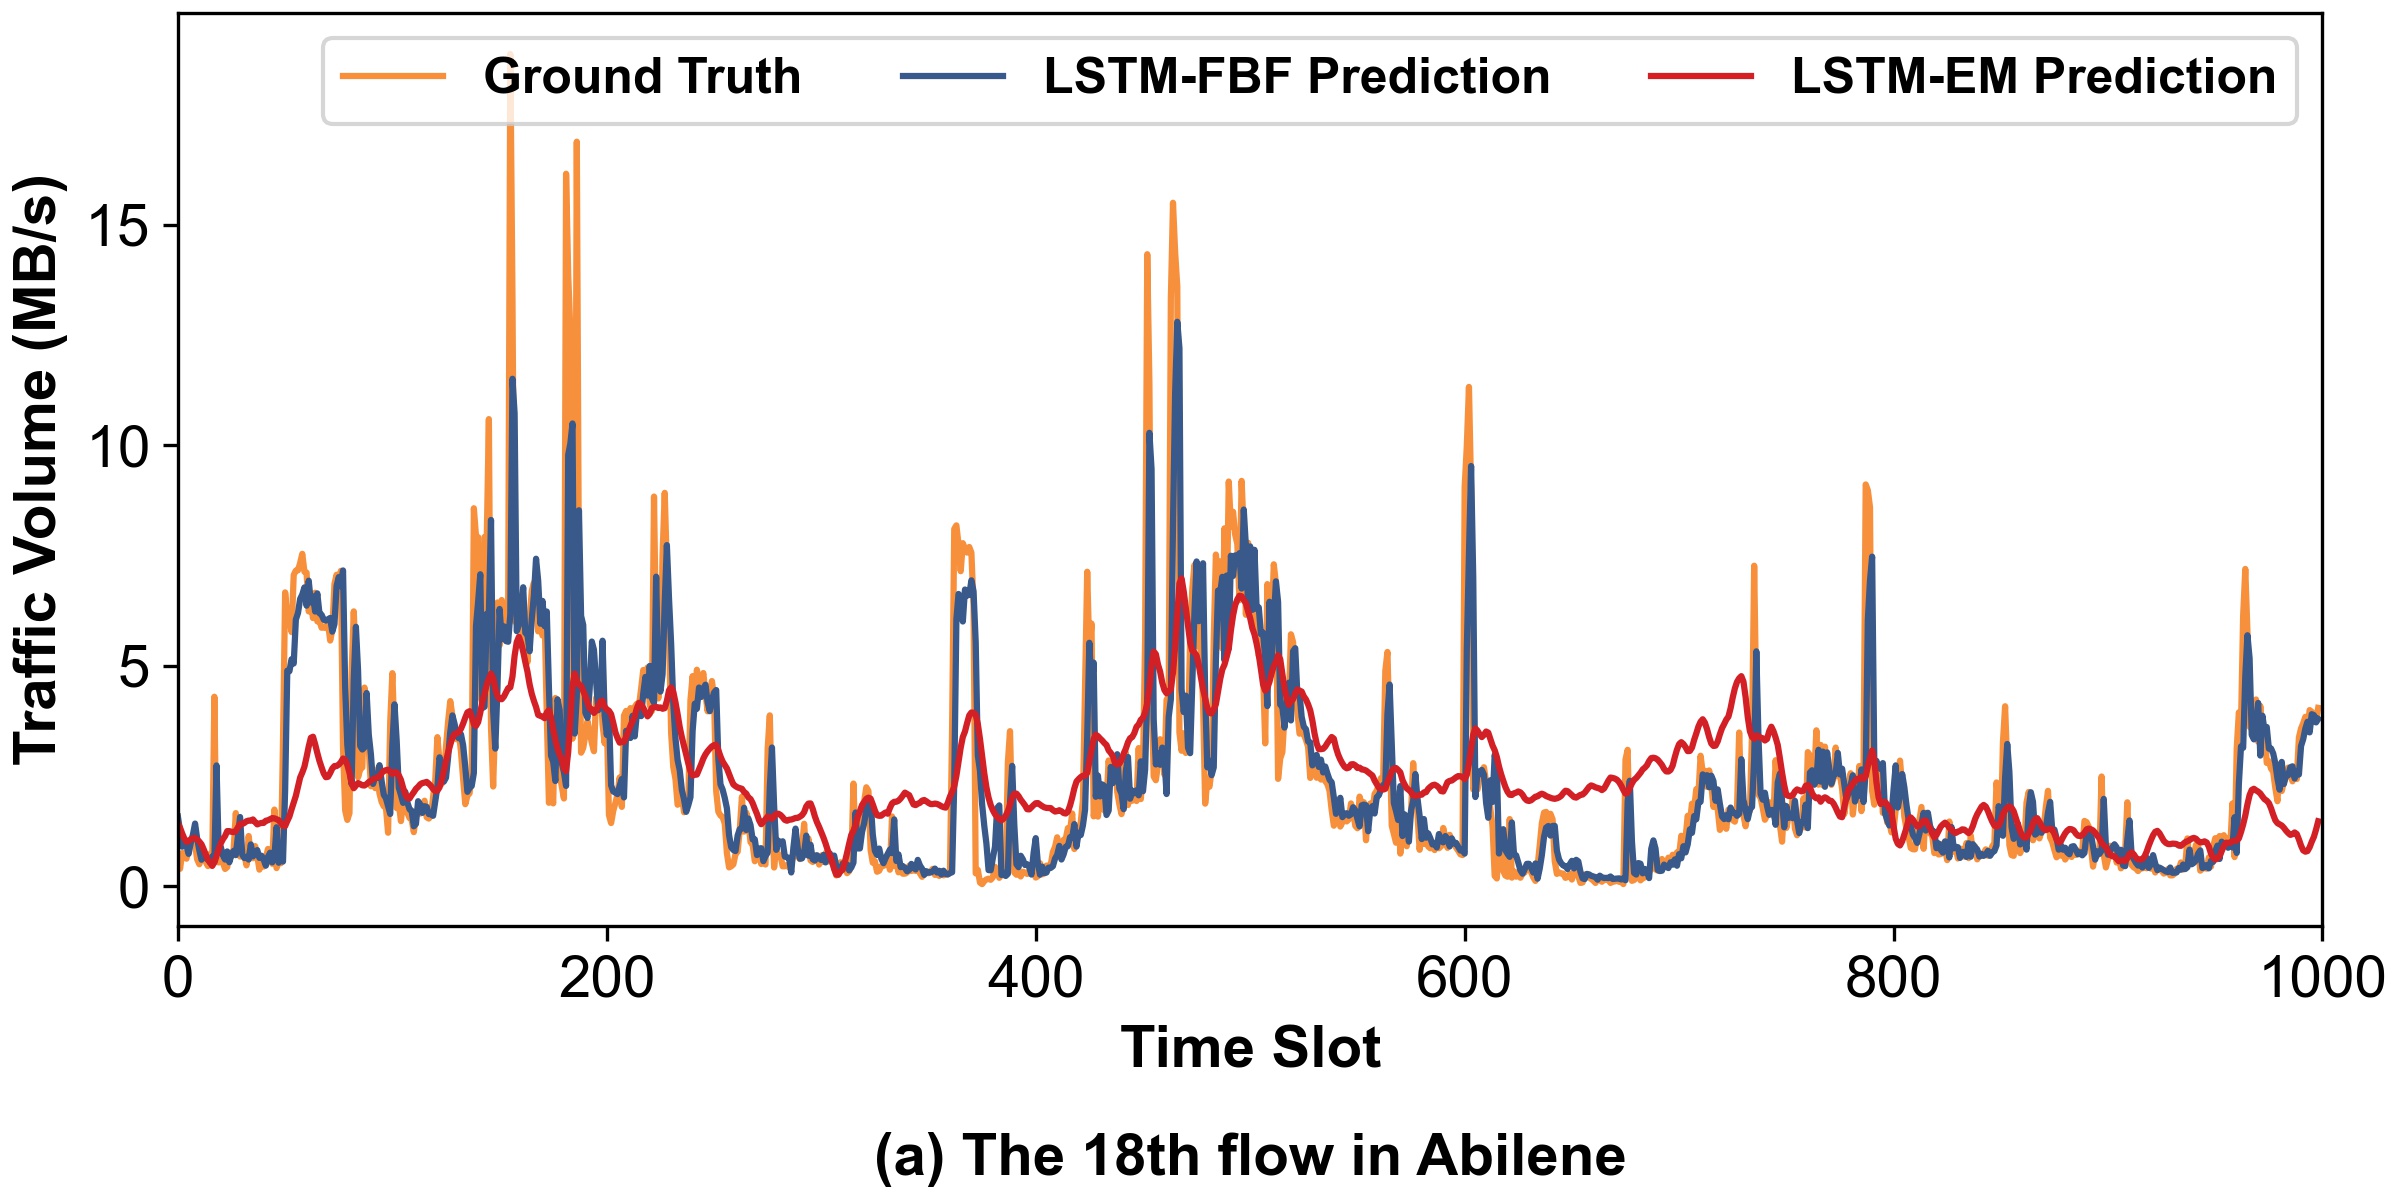 Ground Truth LSTM-FBF Prediction LSTM-EM Prediction
Traffic Volume (MB/s)
15
10
5
0
0 200 400 600 800 1000
Time Slot
(a) The 18th flow in Abilene